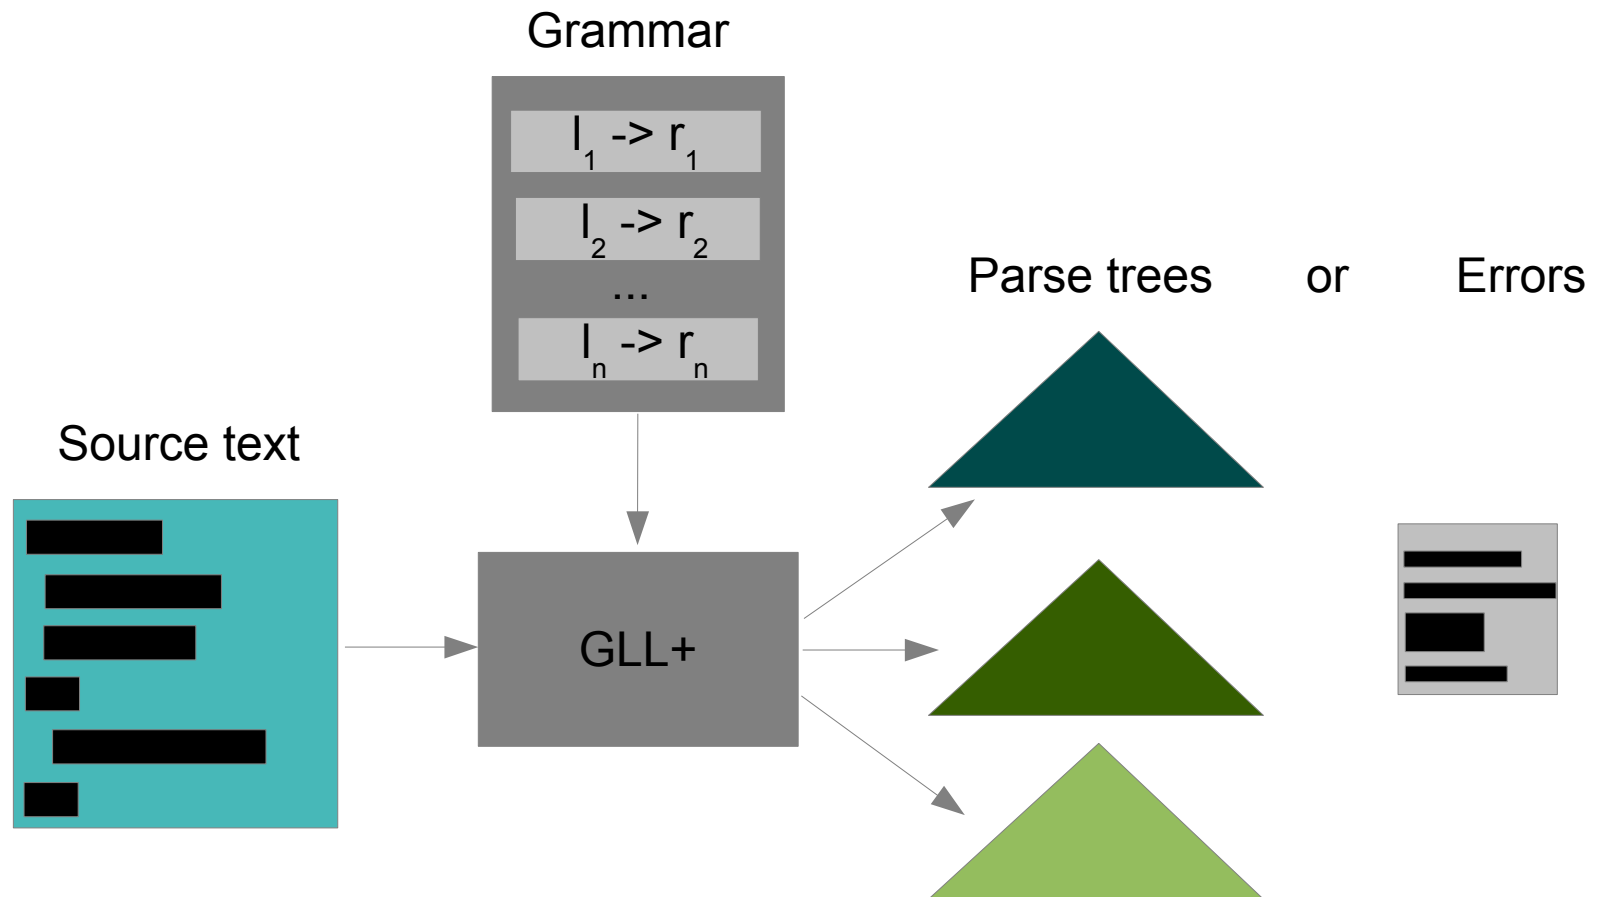 Grammar
l₁ -> r₁
l₂ -> r₂
...
lₙ -> rₙ
Parse trees or Errors
Source text
GLL+